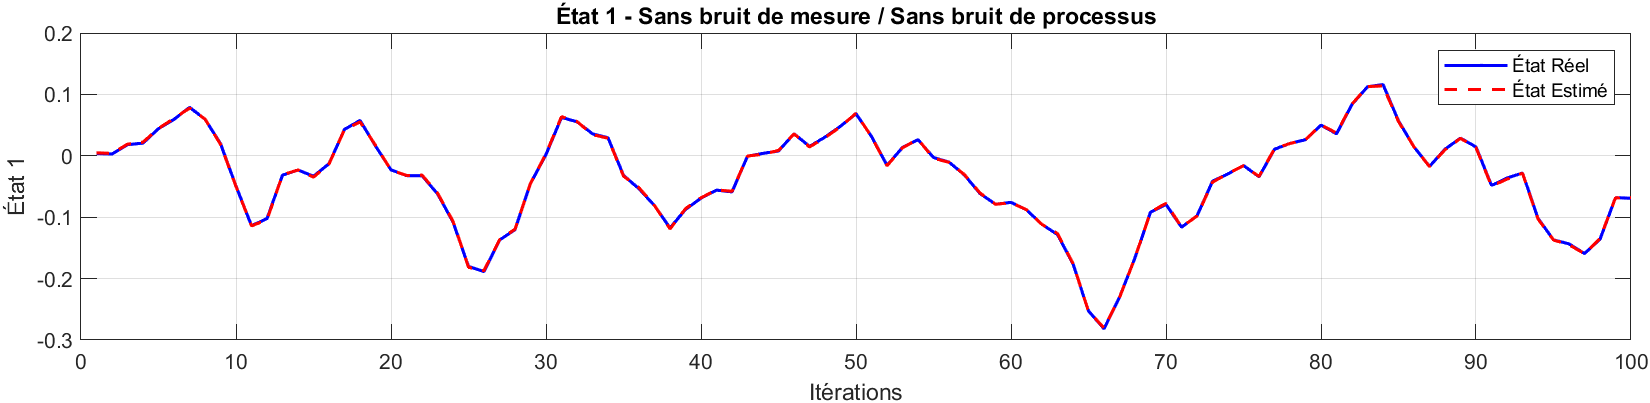 État 1 - Sans bruit de mesure / Sans bruit de processus
0.2
0.1
0
-0.1
-0.2
-0.3
État 1
État Réel
État Estimé
0 10 20 30 40 50 60 70 80 90 100
Itérations